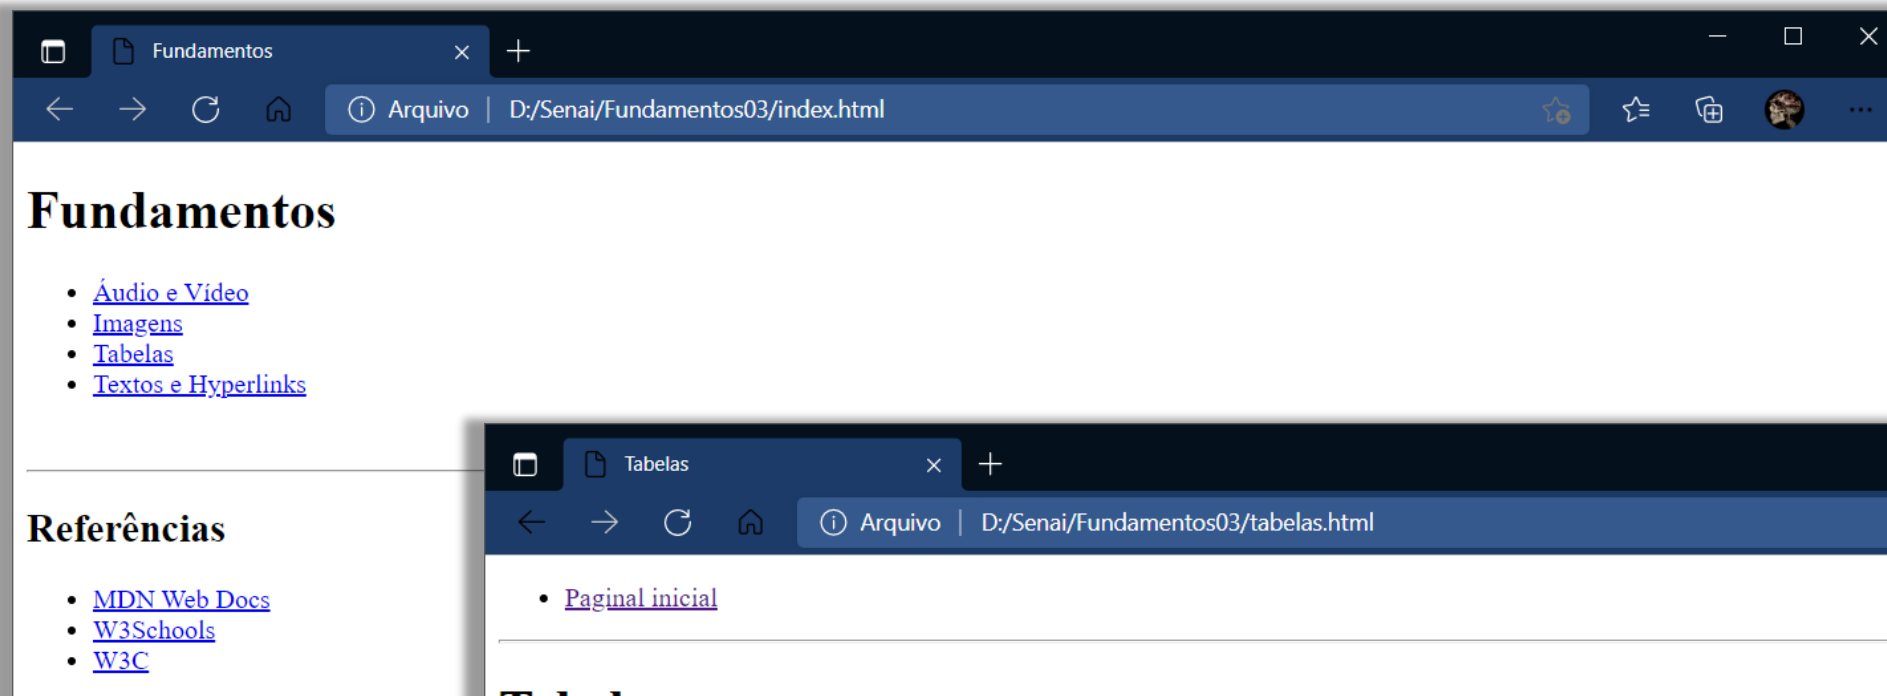 Fundamentos
Arquivo | D:/Senai/Fundamentos03/index.html
Fundamentos
Áudio e Vídeo
Imagens
Tabelas
Textos e Hyperlinks
Referências
MDN Web Docs
W3Schools
W3C
Tabelas
Arquivo | D:/Senai/Fundamentos03/tabelas.html
Paginal inicial